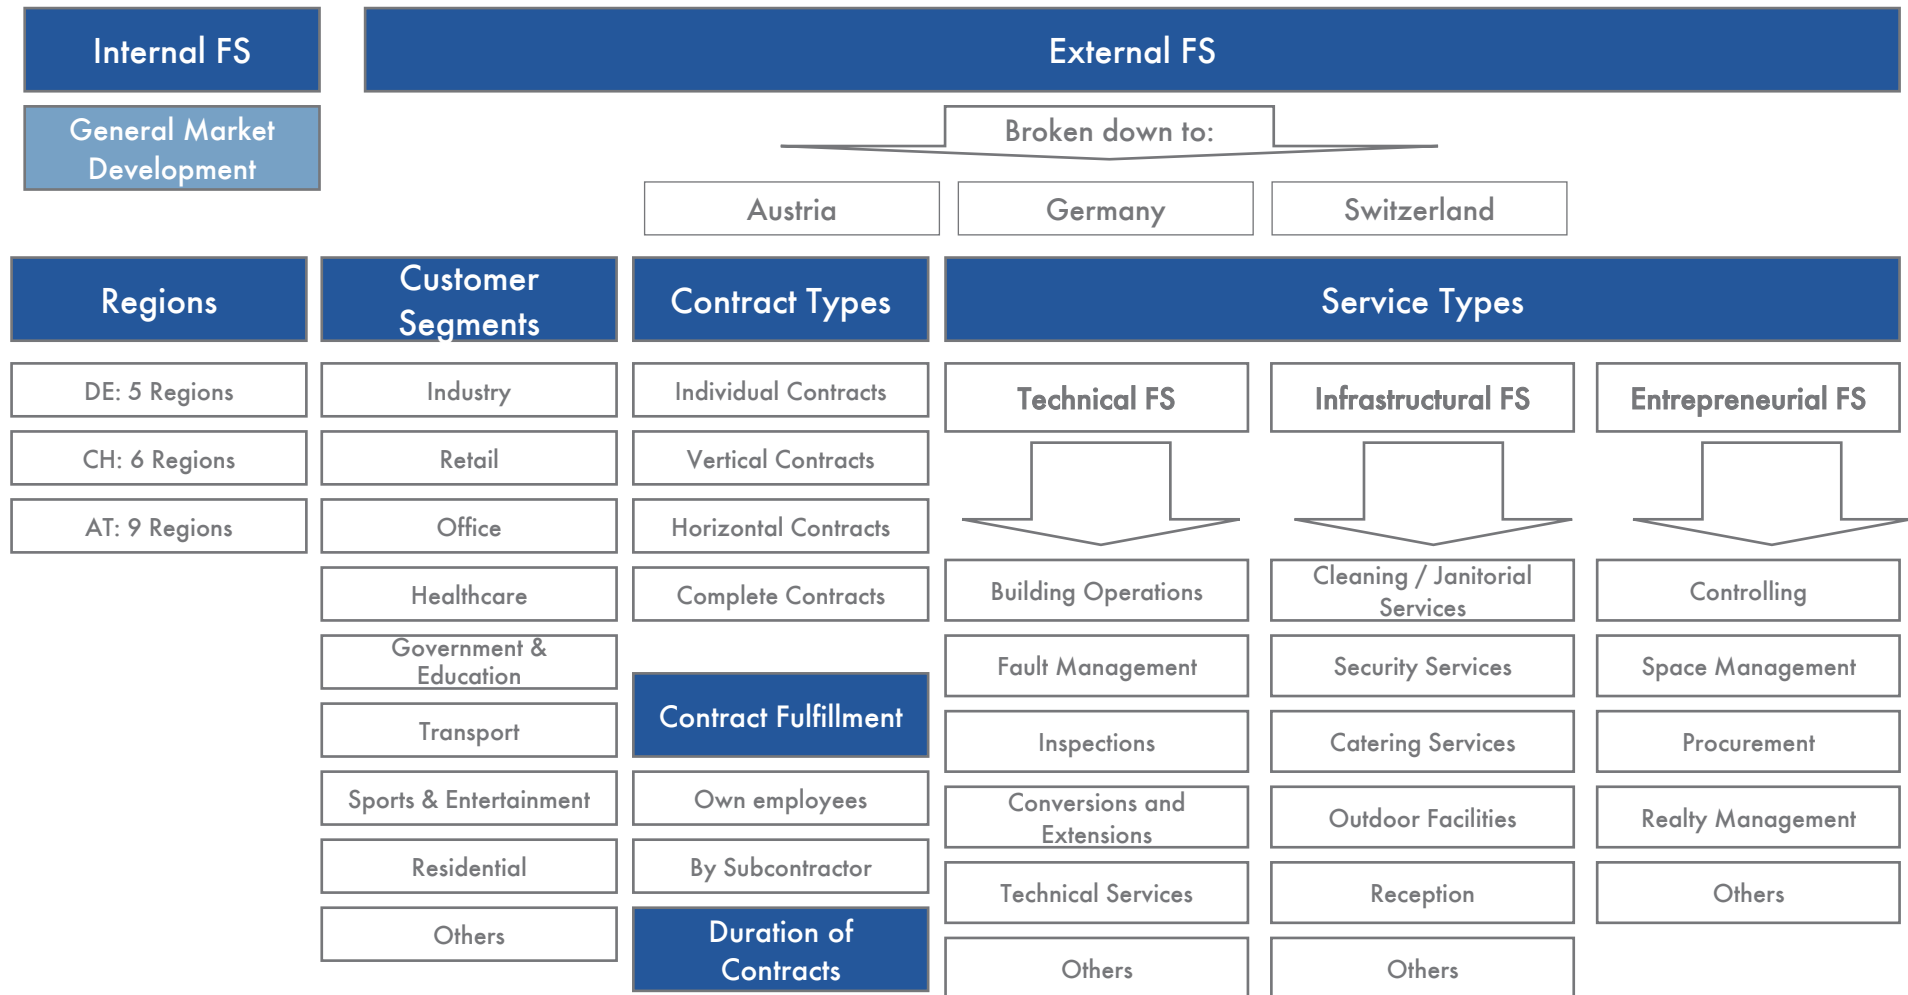 Internal FS
External FS
General Market
Development
Broken down to:
Austria
Germany
Switzerland
Regions
Customer
Segments
Contract Types
Service Types
DE: 5 Regions
CH: 6 Regions
AT: 9 Regions
Industry
Retail
Office
Healthcare
Government &
Education
Transport
Sports & Entertainment
Residential
Others
Individual Contracts
Vertical Contracts
Horizontal Contracts
Complete Contracts
Contract Fulfillment
Own employees
By Subcontractor
Duration of
Contracts
Technical FS
Building Operations
Fault Management
Inspections
Conversions and
Extensions
Technical Services
Others
Infrastructural FS
Cleaning / Janitorial
Services
Security Services
Catering Services
Outdoor Facilities
Reception
Others
Entrepreneurial FS
Controlling
Space Management
Procurement
Realty Management
Others